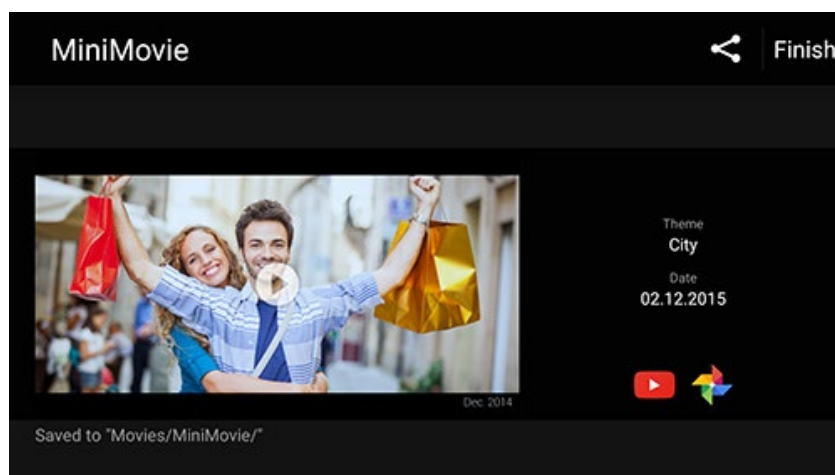 MiniMovie
Finish
Theme
City
Date
02.12.2015
Dec. 2014
Saved to "Movies/MiniMovie/"